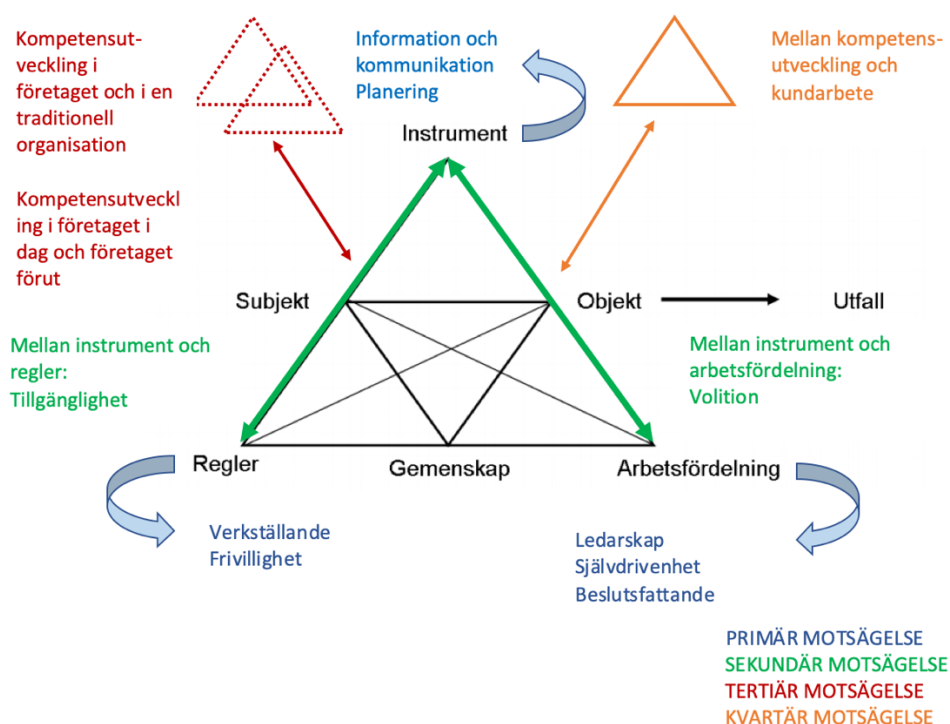 Kompetensut-
veckling i
företaget och i en
traditionell
organisation
Kompetensutveckl
ing i företaget i
dag och företaget
förut
Information och
kommunikation
Planering
Instrument
Mellan kompetens-
utveckling och
kundarbete
Subjekt
Objekt
Utfall
Mellan instrument och
regler:
Tillgänglighet
Mellan instrument och
arbetsfördelning:
Volition
Regler
Gemenskap
Arbetsfördelning
Verkställande
Frivillighet
Ledarskap
Självdrivenhet
Beslutsfattande
PRIMÄR MOTSÄGELSE
SEKUNDÄR MOTSÄGELSE
TERTIÄR MOTSÄGELSE
KVARTÄR MOTSÄGELSE